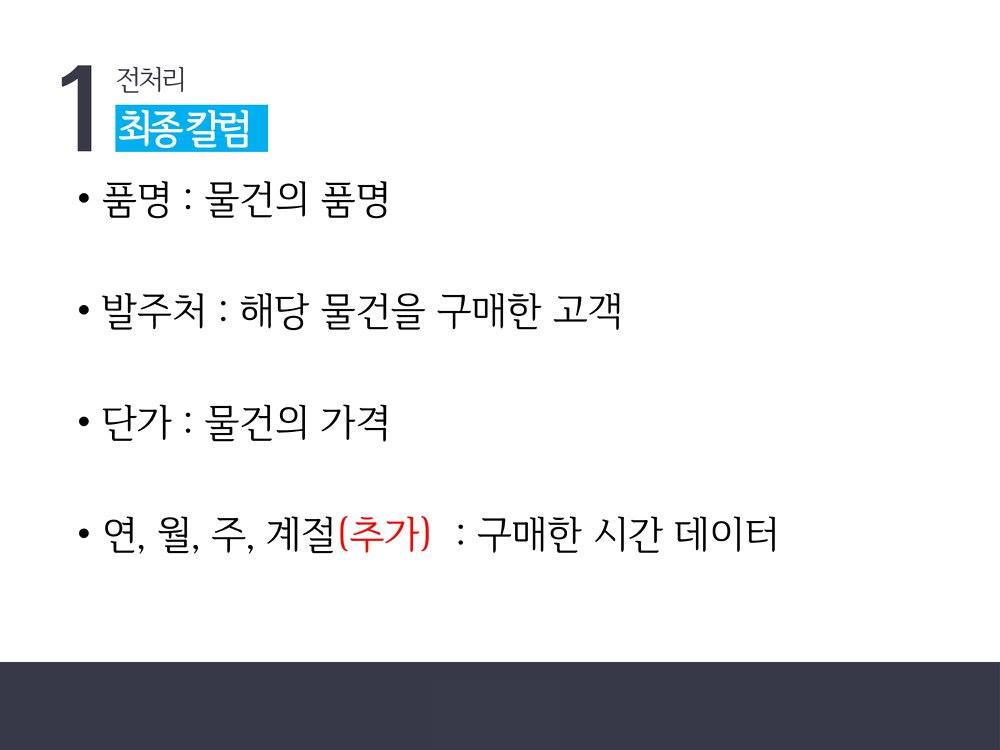 1
전처리
최종 칼럼
• 품명 : 물건의 품명
• 발주처 : 해당 물건을 구매한 고객
• 단가 : 물건의 가격
• 연, 월, 주, 계절(추가) : 구매한 시간 데이터